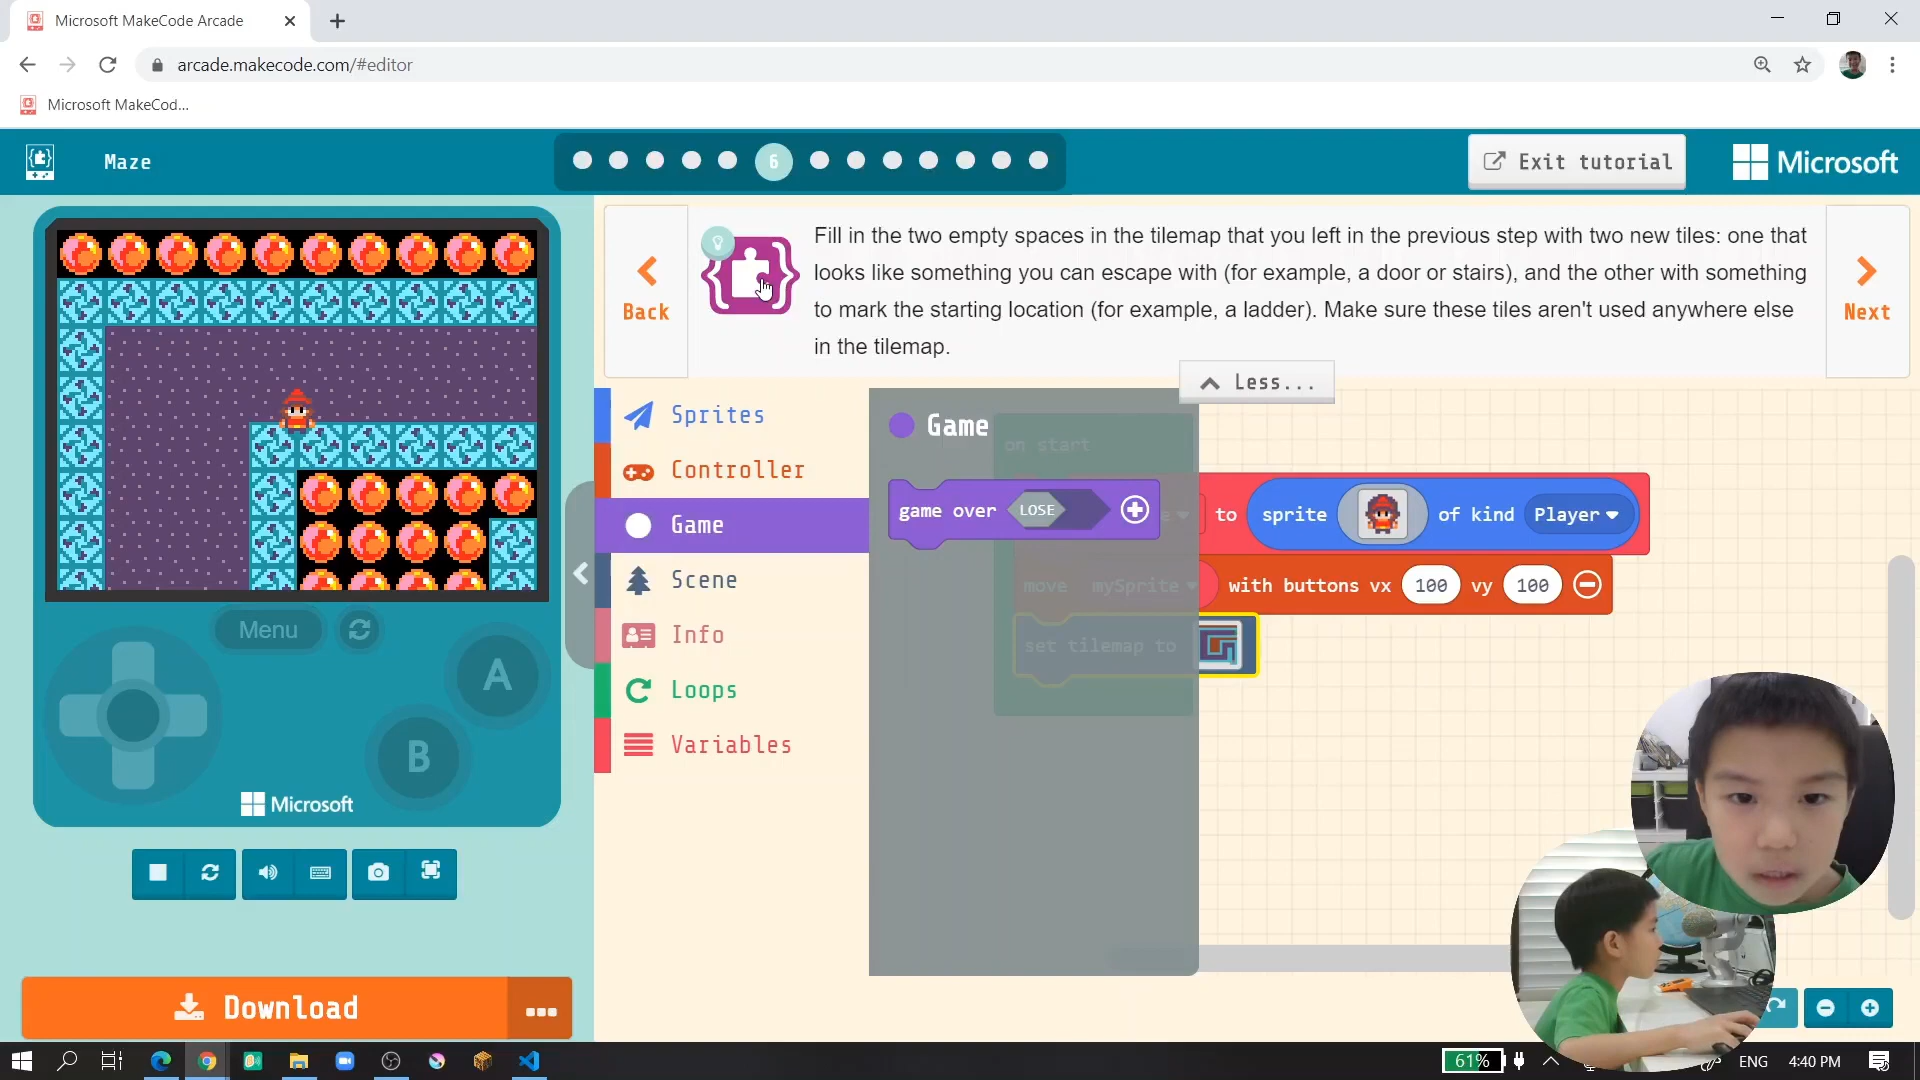 Microsoft MakeCode Arcade
arcade.makecode.com/#editor
Microsoft MakeCod...
Maze
6
Exit tutorial
Microsoft
Back
Fill in the two empty spaces in the tilemap that you left in the previous step with two new tiles: one that
looks like something you can escape with (for example, a door or stairs), and the other with something
to mark the starting location (for example, a ladder). Make sure these tiles aren't used anywhere else
in the tilemap.
Next
Less...
Sprites
Controller
Game
Scene
Info
Loops
Variables
Game
on start
game over LOSE
to sprite of kind Player
move mySprite with buttons vx 100 vy 100
set tilemap to
Menu
A
B
Microsoft
Download
61%
ENG
4:40 PM